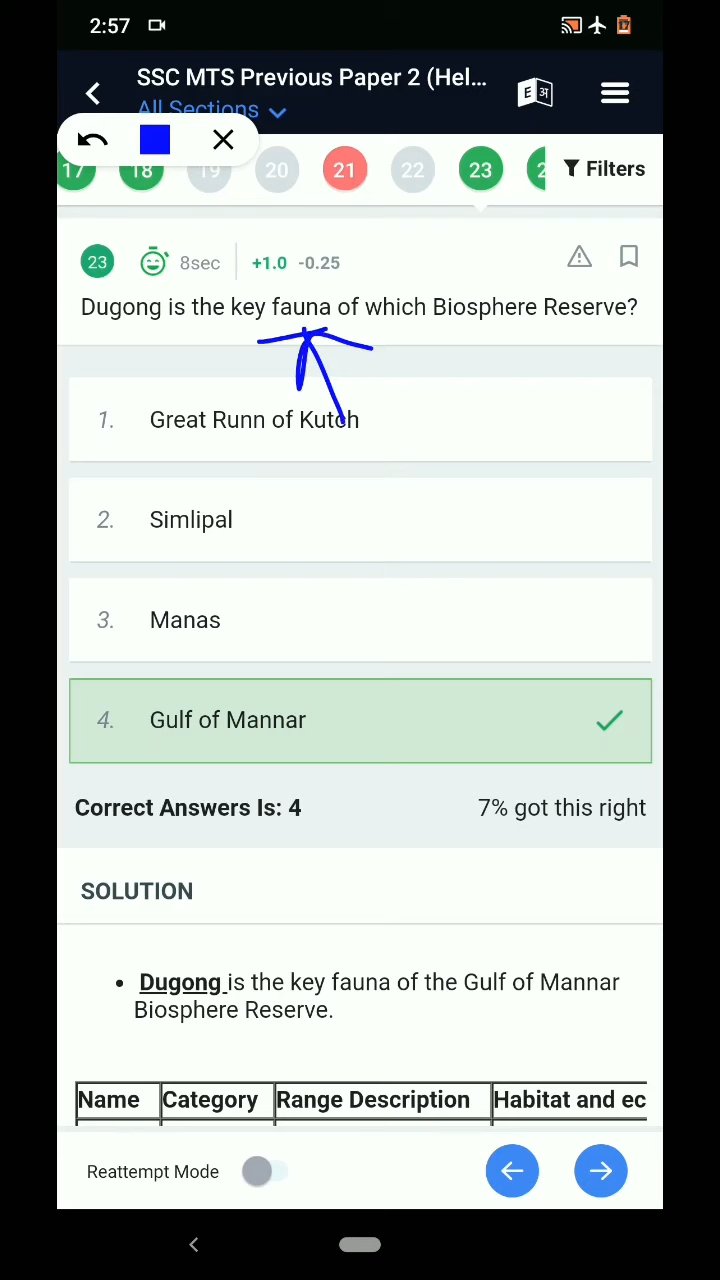 2:57
SSC MTS Previous Paper 2 (Hel...
All Sections
17 18 19 20 21 22 23 2 Filters
23 8sec +1.0 -0.25
Dugong is the key fauna of which Biosphere Reserve?
1. Great Runn of Kutch
2. Simlipal
3. Manas
4. Gulf of Mannar
Correct Answers Is: 4 7% got this right
SOLUTION
• Dugong is the key fauna of the Gulf of Mannar
Biosphere Reserve.
Name Category Range Description Habitat and ec
Reattempt Mode